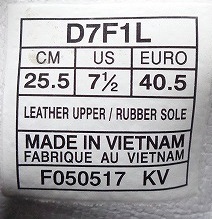 D7F1L
CM US EURO
25.5 7½ 40.5
LEATHER UPPER / RUBBER SOLE
MADE IN VIETNAM
FABRIQUE AU VIETNAM
F050517 KV